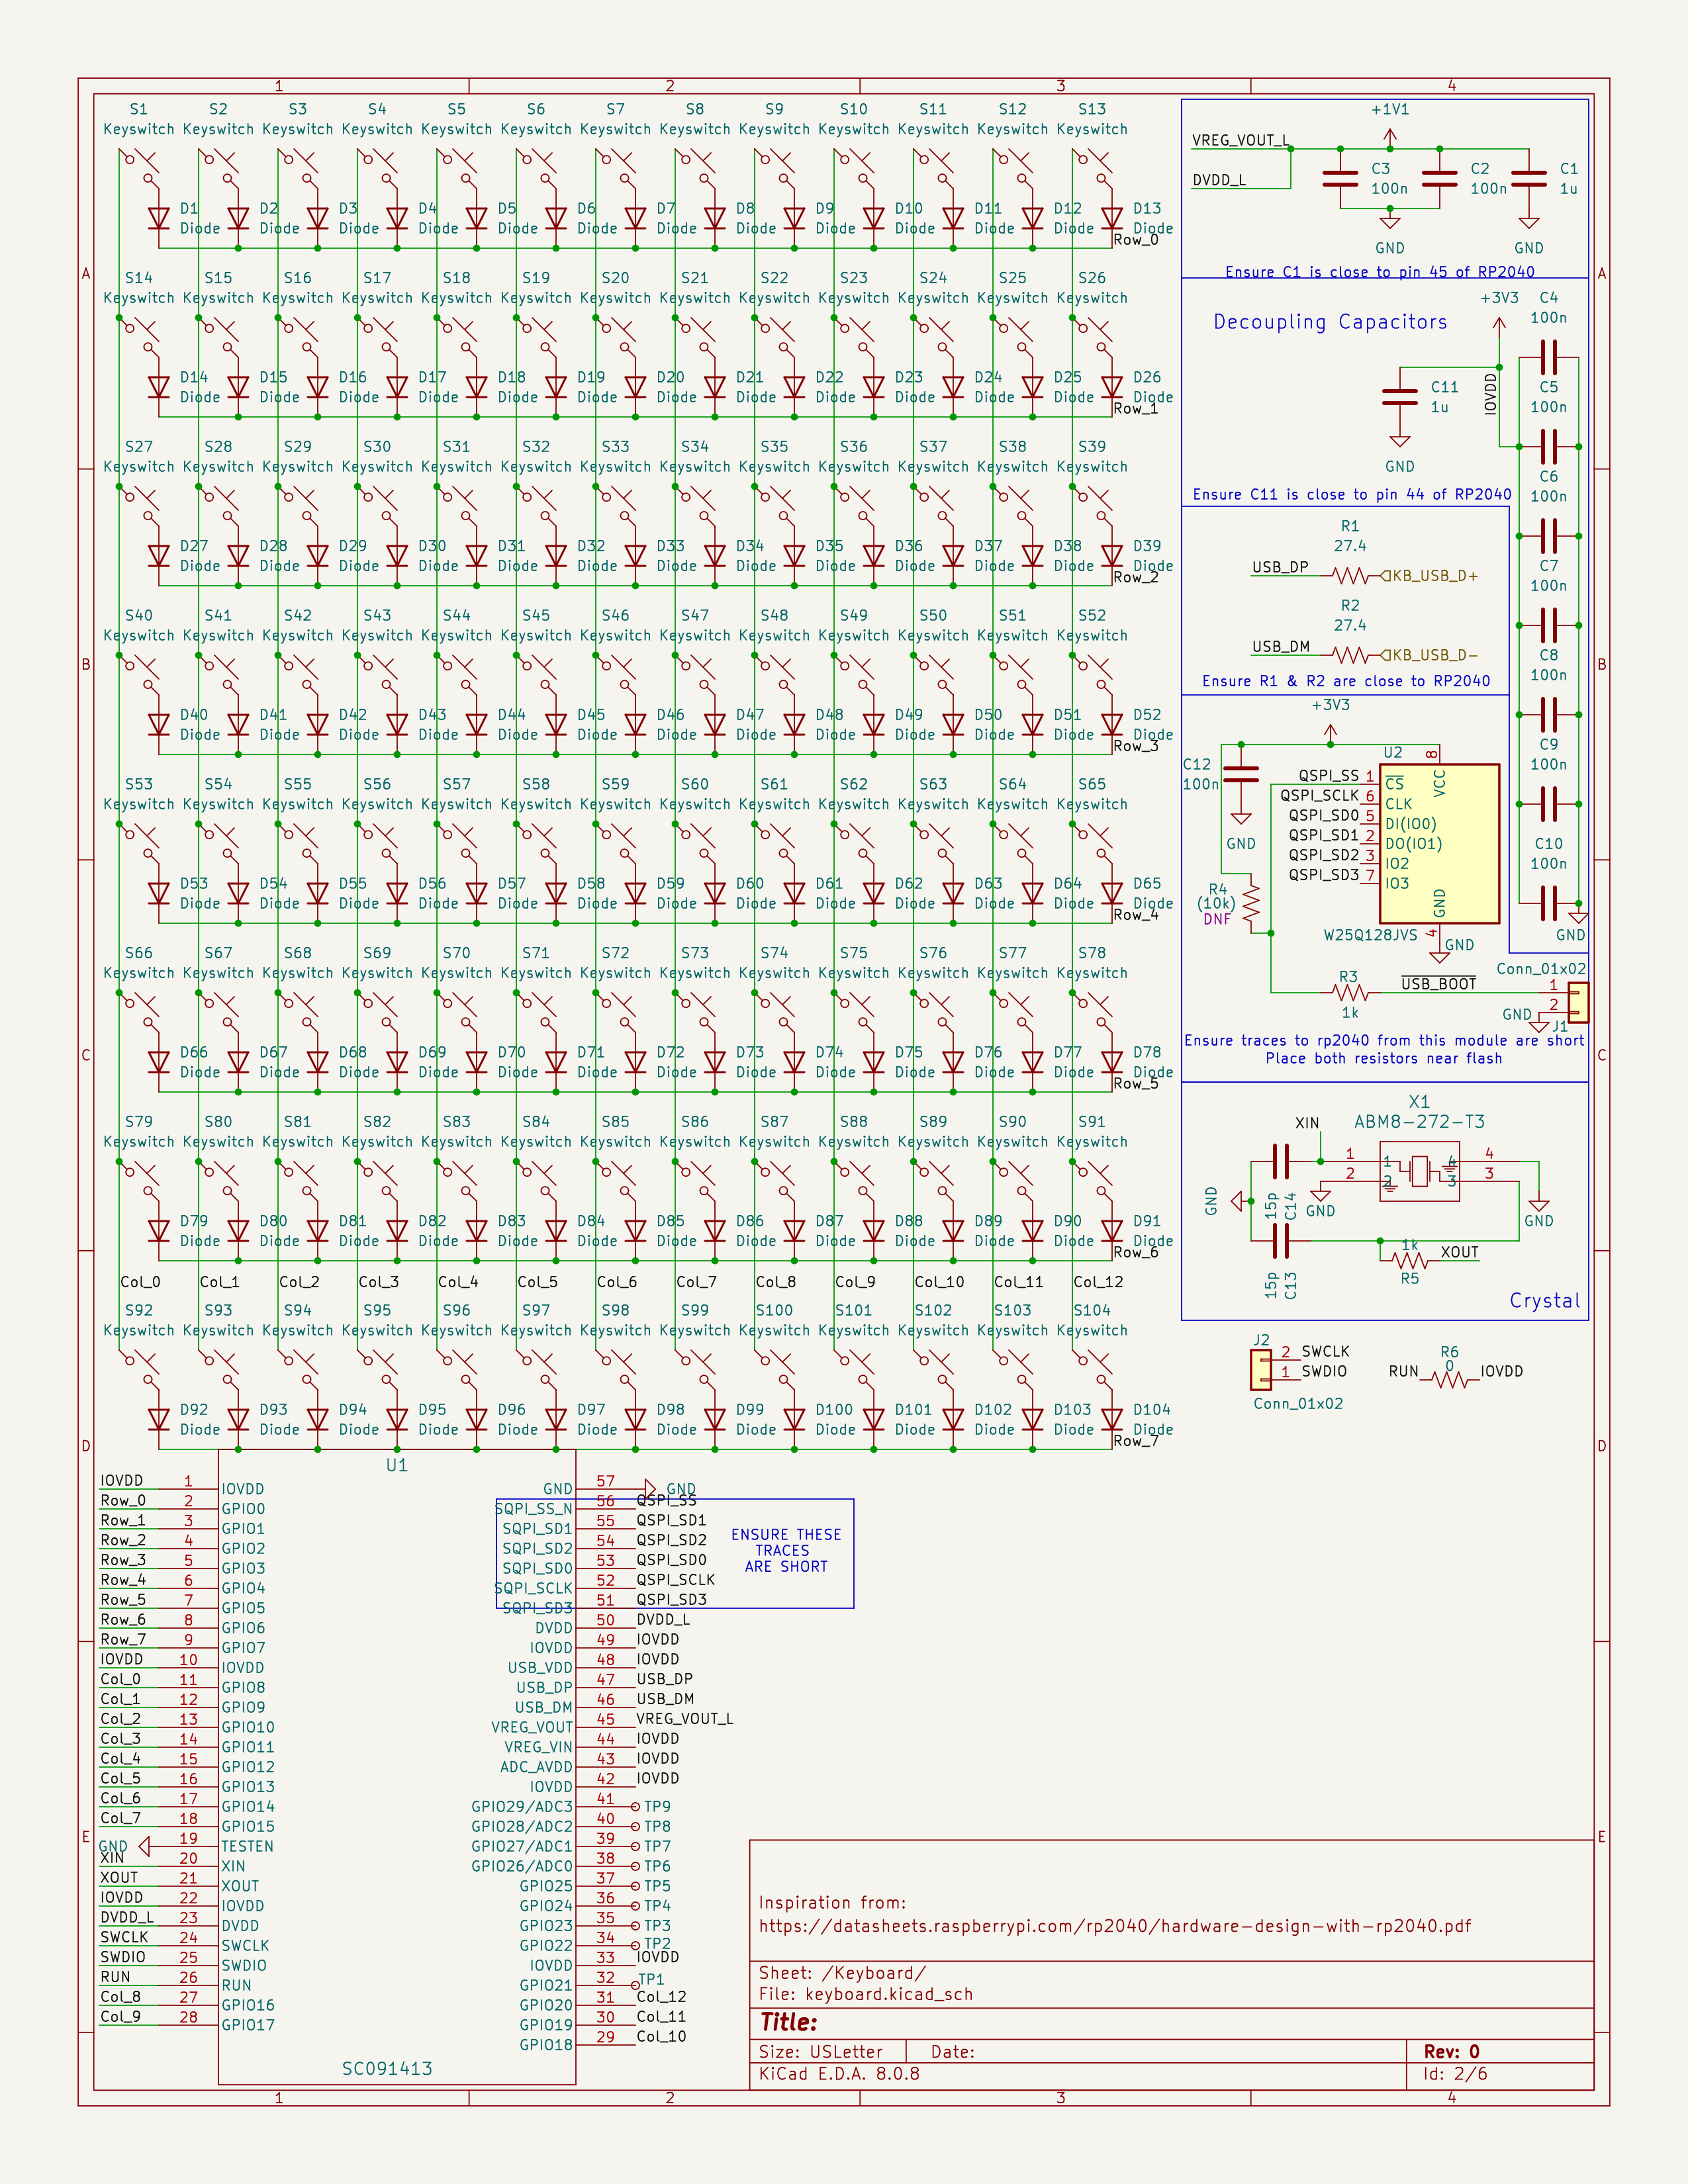 1 2 3 4
S1 S2 S3 S4 S5 S6 S7 S8 S9 S10 S11 S12 S13
Keyswitch Keyswitch Keyswitch Keyswitch Keyswitch Keyswitch Keyswitch Keyswitch Keyswitch Keyswitch Keyswitch Keyswitch Keyswitch
D1 D2 D3 D4 D5 D6 D7 D8 D9 D10 D11 D12 D13
Diode Diode Diode Diode Diode Diode Diode Diode Diode Diode Diode Diode Diode
Row_0
A
S14 S15 S16 S17 S18 S19 S20 S21 S22 S23 S24 S25 S26
Keyswitch Keyswitch Keyswitch Keyswitch Keyswitch Keyswitch Keyswitch Keyswitch Keyswitch Keyswitch Keyswitch Keyswitch Keyswitch
D14 D15 D16 D17 D18 D19 D20 D21 D22 D23 D24 D25 D26
Diode Diode Diode Diode Diode Diode Diode Diode Diode Diode Diode Diode Diode
Row_1
S27 S28 S29 S30 S31 S32 S33 S34 S35 S36 S37 S38 S39
Keyswitch Keyswitch Keyswitch Keyswitch Keyswitch Keyswitch Keyswitch Keyswitch Keyswitch Keyswitch Keyswitch Keyswitch Keyswitch
D27 D28 D29 D30 D31 D32 D33 D34 D35 D36 D37 D38 D39
Diode Diode Diode Diode Diode Diode Diode Diode Diode Diode Diode Diode Diode
Row_2
S40 S41 S42 S43 S44 S45 S46 S47 S48 S49 S50 S51 S52
Keyswitch Keyswitch Keyswitch Keyswitch Keyswitch Keyswitch Keyswitch Keyswitch Keyswitch Keyswitch Keyswitch Keyswitch Keyswitch
B
D40 D41 D42 D43 D44 D45 D46 D47 D48 D49 D50 D51 D52
Diode Diode Diode Diode Diode Diode Diode Diode Diode Diode Diode Diode Diode
Row_3
S53 S54 S55 S56 S57 S58 S59 S60 S61 S62 S63 S64 S65
Keyswitch Keyswitch Keyswitch Keyswitch Keyswitch Keyswitch Keyswitch Keyswitch Keyswitch Keyswitch Keyswitch Keyswitch Keyswitch
D53 D54 D55 D56 D57 D58 D59 D60 D61 D62 D63 D64 D65
Diode Diode Diode Diode Diode Diode Diode Diode Diode Diode Diode Diode Diode
Row_4
S66 S67 S68 S69 S70 S71 S72 S73 S74 S75 S76 S77 S78
Keyswitch Keyswitch Keyswitch Keyswitch Keyswitch Keyswitch Keyswitch Keyswitch Keyswitch Keyswitch Keyswitch Keyswitch Keyswitch
C
D66 D67 D68 D69 D70 D71 D72 D73 D74 D75 D76 D77 D78
Diode Diode Diode Diode Diode Diode Diode Diode Diode Diode Diode Diode Diode
Row_5
S79 S80 S81 S82 S83 S84 S85 S86 S87 S88 S89 S90 S91
Keyswitch Keyswitch Keyswitch Keyswitch Keyswitch Keyswitch Keyswitch Keyswitch Keyswitch Keyswitch Keyswitch Keyswitch Keyswitch
D79 D80 D81 D82 D83 D84 D85 D86 D87 D88 D89 D90 D91
Diode Diode Diode Diode Diode Diode Diode Diode Diode Diode Diode Diode Diode
Row_6
Col_0 Col_1 Col_2 Col_3 Col_4 Col_5 Col_6 Col_7 Col_8 Col_9 Col_10 Col_11 Col_12
S92 S93 S94 S95 S96 S97 S98 S99 S100 S101 S102 S103 S104
Keyswitch Keyswitch Keyswitch Keyswitch Keyswitch Keyswitch Keyswitch Keyswitch Keyswitch Keyswitch Keyswitch Keyswitch Keyswitch
D92 D93 D94 D95 D96 D97 D98 D99 D100 D101 D102 D103 D104
Diode Diode Diode Diode Diode Diode Diode Diode Diode Diode Diode Diode Diode
Row_7
D
+1V1
VREG_VOUT_L
DVDD_L
C3 C2 C1
100n 100n 1u
GND GND
Ensure C1 is close to pin 45 of RP2040
A
+3V3
Decoupling Capacitors
C11
1u
GND
IOVDD
C4
100n
C5
100n
C6
100n
C7
100n
C8
100n
C9
100n
C10
100n
GND
Ensure C11 is close to pin 44 of RP2040
R1
27.4
USB_DP KB_USB_D+
R2
27.4
USB_DM KB_USB_D-
Ensure R1 & R2 are close to RP2040
B
+3V3
C12
100n
GND
U2
8
VCC
QSPI_SS 1 CS
QSPI_SCLK 6 CLK
QSPI_SD0 5 DI(IO0)
QSPI_SD1 2 DO(IO1)
QSPI_SD2 3 IO2
QSPI_SD3 7 IO3
GND
4
R4
(10k)
DNF
W25Q128JVS
GND
R3
1k
USB_BOOT
Conn_01x02
1
2
GND
J1
Ensure traces to rp2040 from this module are short
Place both resistors near flash
C
X1
ABM8-272-T3
XIN
1 1 4 4
2 2 3 3
GND
15p
C14
GND
GND
15p
C13
1k
R5
XOUT
Crystal
J2
2 SWCLK
1 SWDIO
Conn_01x02
R6
0
RUN IOVDD
D
U1
IOVDD 1 IOVDD
Row_0 2 GPIO0
Row_1 3 GPIO1
Row_2 4 GPIO2
Row_3 5 GPIO3
Row_4 6 GPIO4
Row_5 7 GPIO5
Row_6 8 GPIO6
Row_7 9 GPIO7
IOVDD 10 IOVDD
Col_0 11 GPIO8
Col_1 12 GPIO9
Col_2 13 GPIO10
Col_3 14 GPIO11
Col_4 15 GPIO12
Col_5 16 GPIO13
Col_6 17 GPIO14
Col_7 18 GPIO15
GND 19 TESTEN
XIN 20 XIN
XOUT 21 XOUT
IOVDD 22 IOVDD
DVDD_L 23 DVDD
SWCLK 24 SWCLK
SWDIO 25 SWDIO
RUN 26 RUN
Col_8 27 GPIO16
Col_9 28 GPIO17
GND 57 GND
SQPI_SS_N 56 QSPI_SS
SQPI_SD1 55 QSPI_SD1
SQPI_SD2 54 QSPI_SD2
SQPI_SD0 53 QSPI_SD0
SQPI_SCLK 52 QSPI_SCLK
SQPI_SD3 51 QSPI_SD3
ENSURE THESE
TRACES
ARE SHORT
DVDD 50 DVDD_L
IOVDD 49 IOVDD
USB_VDD 48 IOVDD
USB_DP 47 USB_DP
USB_DM 46 USB_DM
VREG_VOUT 45 VREG_VOUT_L
VREG_VIN 44 IOVDD
ADC_AVDD 43 IOVDD
IOVDD 42 IOVDD
GPIO29/ADC3 41 TP9
GPIO28/ADC2 40 TP8
GPIO27/ADC1 39 TP7
GPIO26/ADC0 38 TP6
GPIO25 37 TP5
GPIO24 36 TP4
GPIO23 35 TP3
GPIO22 34 TP2
IOVDD 33 IOVDD
GPIO21 32 TP1
GPIO20 31 Col_12
GPIO19 30 Col_11
GPIO18 29 Col_10
SC091413
E E
Inspiration from:
https://datasheets.raspberrypi.com/rp2040/hardware-design-with-rp2040.pdf
Sheet: /Keyboard/
File: keyboard.kicad_sch
Title:
Size: USLetter Date: Rev: 0
KiCad E.D.A. 8.0.8 Id: 2/6
1 2 3 4